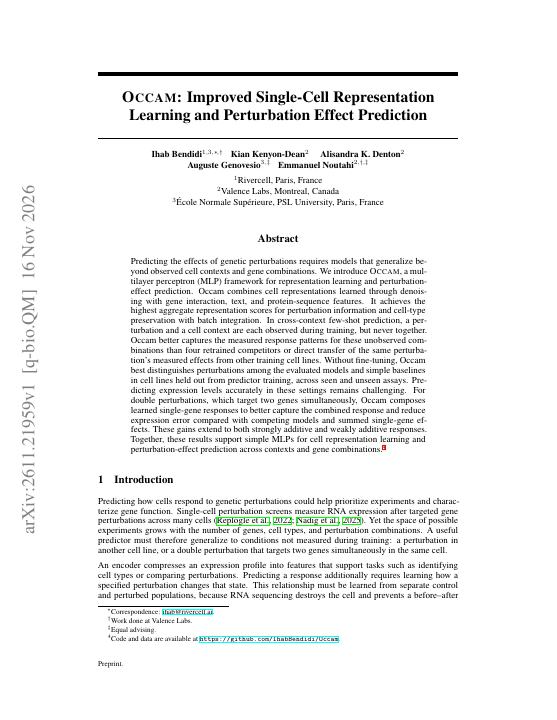 OCCAM: Improved Single-Cell Representation
Learning and Perturbation Effect Prediction
Ihab Bendidi1,3,*,† Kian Kenyon-Dean2 Alisandra K. Denton2
Auguste Genovesio3,‡ Emmanuel Noutahi2,†,‡
1Rivercell, Paris, France
2Valence Labs, Montreal, Canada
3École Normale Supérieure, PSL University, Paris, France
Abstract
Predicting the effects of genetic perturbations requires models that generalize be-
yond observed cell contexts and gene combinations. We introduce OCCAM, a mul-
tilayer perceptron (MLP) framework for representation learning and perturbation-
effect prediction. Occam combines cell representations learned through denois-
ing with gene interaction, text, and protein-sequence features. It achieves the
highest aggregate representation scores for perturbation information and cell-type
preservation with batch integration. In cross-context few-shot prediction, a per-
turbation and a cell context are each observed during training, but never together.
Occam better captures the measured response patterns for these unobserved com-
binations than four retrained competitors or direct transfer of the same perturba-
tion's measured effects from other training cell lines. Without fine-tuning, Occam
best distinguishes perturbations among the evaluated models and simple baselines
in cell lines held out from predictor training, across seen and unseen assays. Pre-
dicting expression levels accurately in these settings remains challenging. For
double perturbations, which target two genes simultaneously, Occam composes
learned single-gene responses to better capture the combined response and reduce
expression error compared with competing models and summed single-gene ef-
fects. These gains extend to both strongly additive and weakly additive responses.
Together, these results support simple MLPs for cell representation learning and
perturbation-effect prediction across contexts and gene combinations.4
1 Introduction
Predicting how cells respond to genetic perturbations could help prioritize experiments and charac-
terize gene function. Single-cell perturbation screens measure RNA expression after targeted gene
perturbations across many cells (Replogle et al., 2022; Nadig et al., 2025). Yet the space of possible
experiments grows with the number of genes, cell types, and perturbation combinations. A useful
predictor must therefore generalize to conditions not measured during training: a perturbation in
another cell line, or a double perturbation that targets two genes simultaneously in the same cell.
An encoder compresses an expression profile into features that support tasks such as identifying
cell types or comparing perturbations. Predicting a response additionally requires learning how a
specified perturbation changes that state. This relationship must be learned from separate control
and perturbed populations, because RNA sequencing destroys the cell and prevents a before–after
*Correspondence: ihab@rivercell.ai.
†Work done at Valence Labs.
‡Equal advising.
4Code and data are available at https://github.com/IhabBendidi/Occam.
Preprint.
arXiv:2611.21959v1 [q-bio.QM] 16 Nov 2026